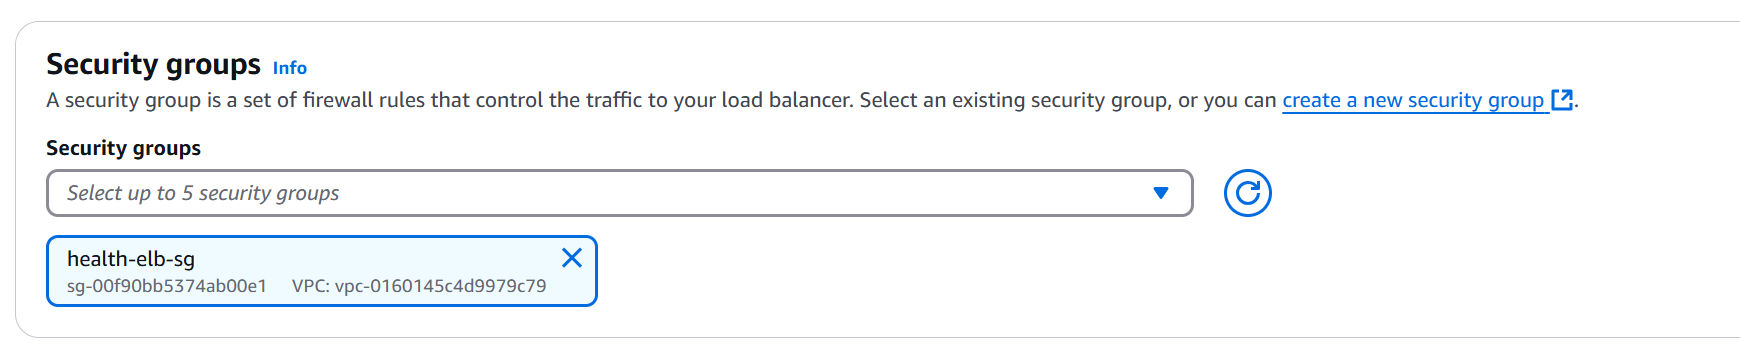 Security groups Info
A security group is a set of firewall rules that control the traffic to your load balancer. Select an existing security group, or you can create a new security group.
Security groups
Select up to 5 security groups
health-elb-sg
sg-00f90bb5374ab00e1 VPC: vpc-0160145c4d9979c79